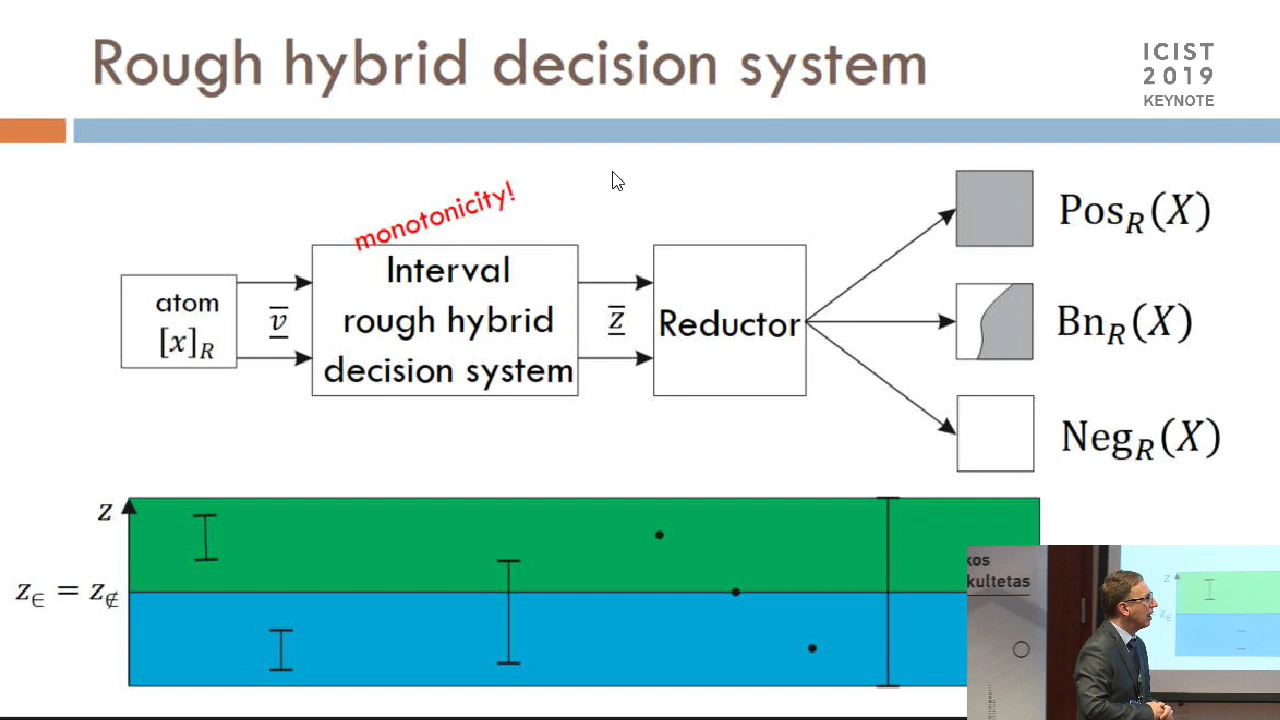 Rough hybrid decision system
ICIST
2019
KEYNOTE
monotonicity!
atom
[x]_R
v̲̅
Interval
rough hybrid
decision system
z̲̅
Reductor
Pos_R(X)
Bn_R(X)
Neg_R(X)
z
z_∈ = z_∉
kos
kultetas
z
z_∈